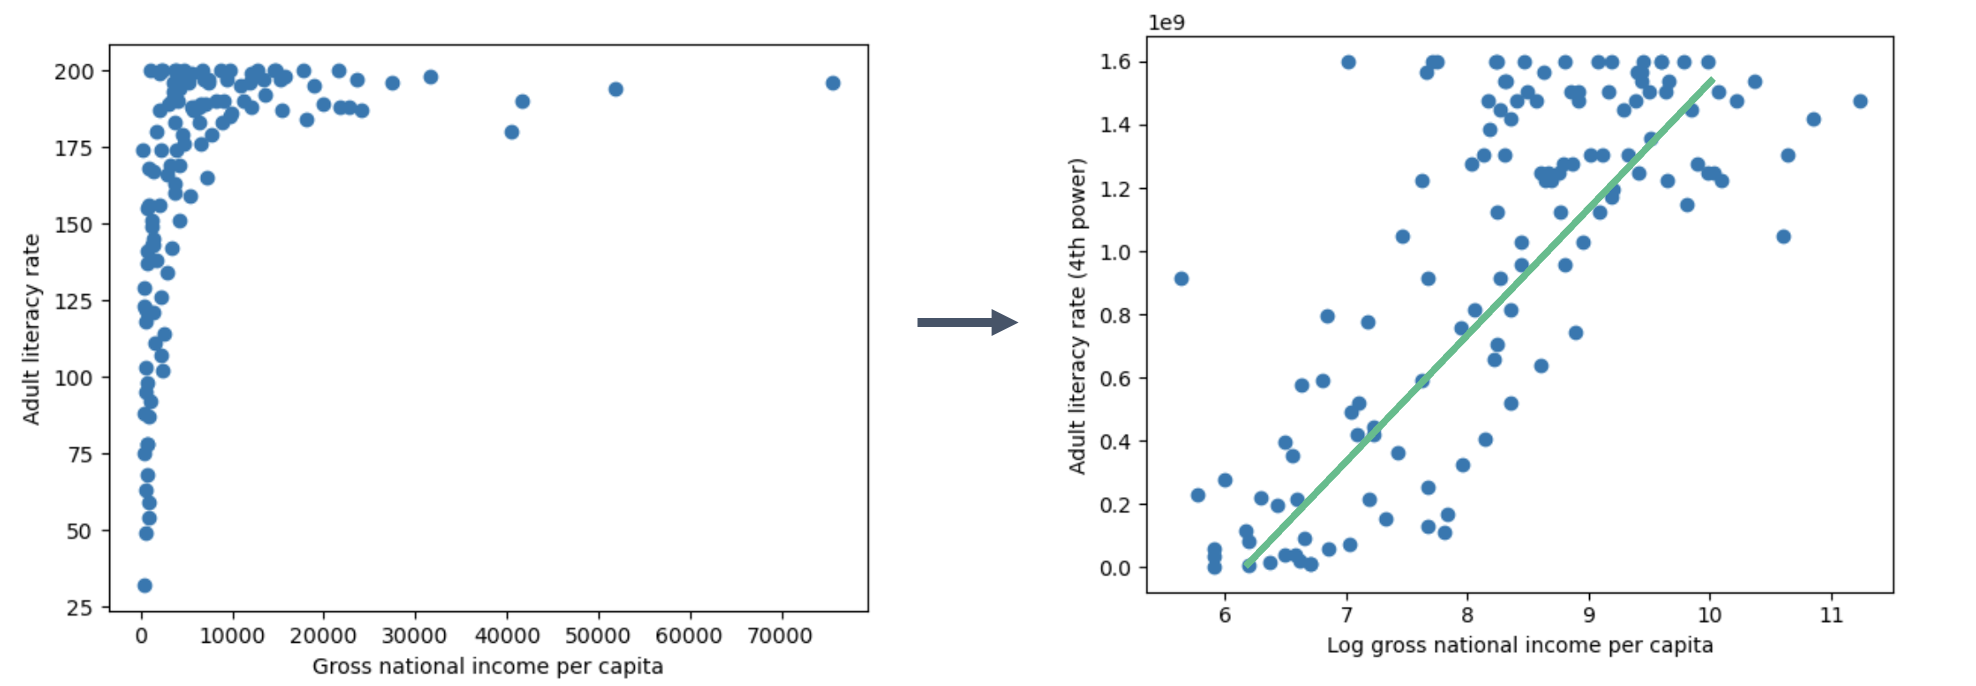 200
175
150
125
100
75
50
25
Adult literacy rate
0 10000 20000 30000 40000 50000 60000 70000
Gross national income per capita
1e9
1.6
1.4
1.2
1.0
0.8
0.6
0.4
0.2
0.0
Adult literacy rate (4th power)
6 7 8 9 10 11
Log gross national income per capita